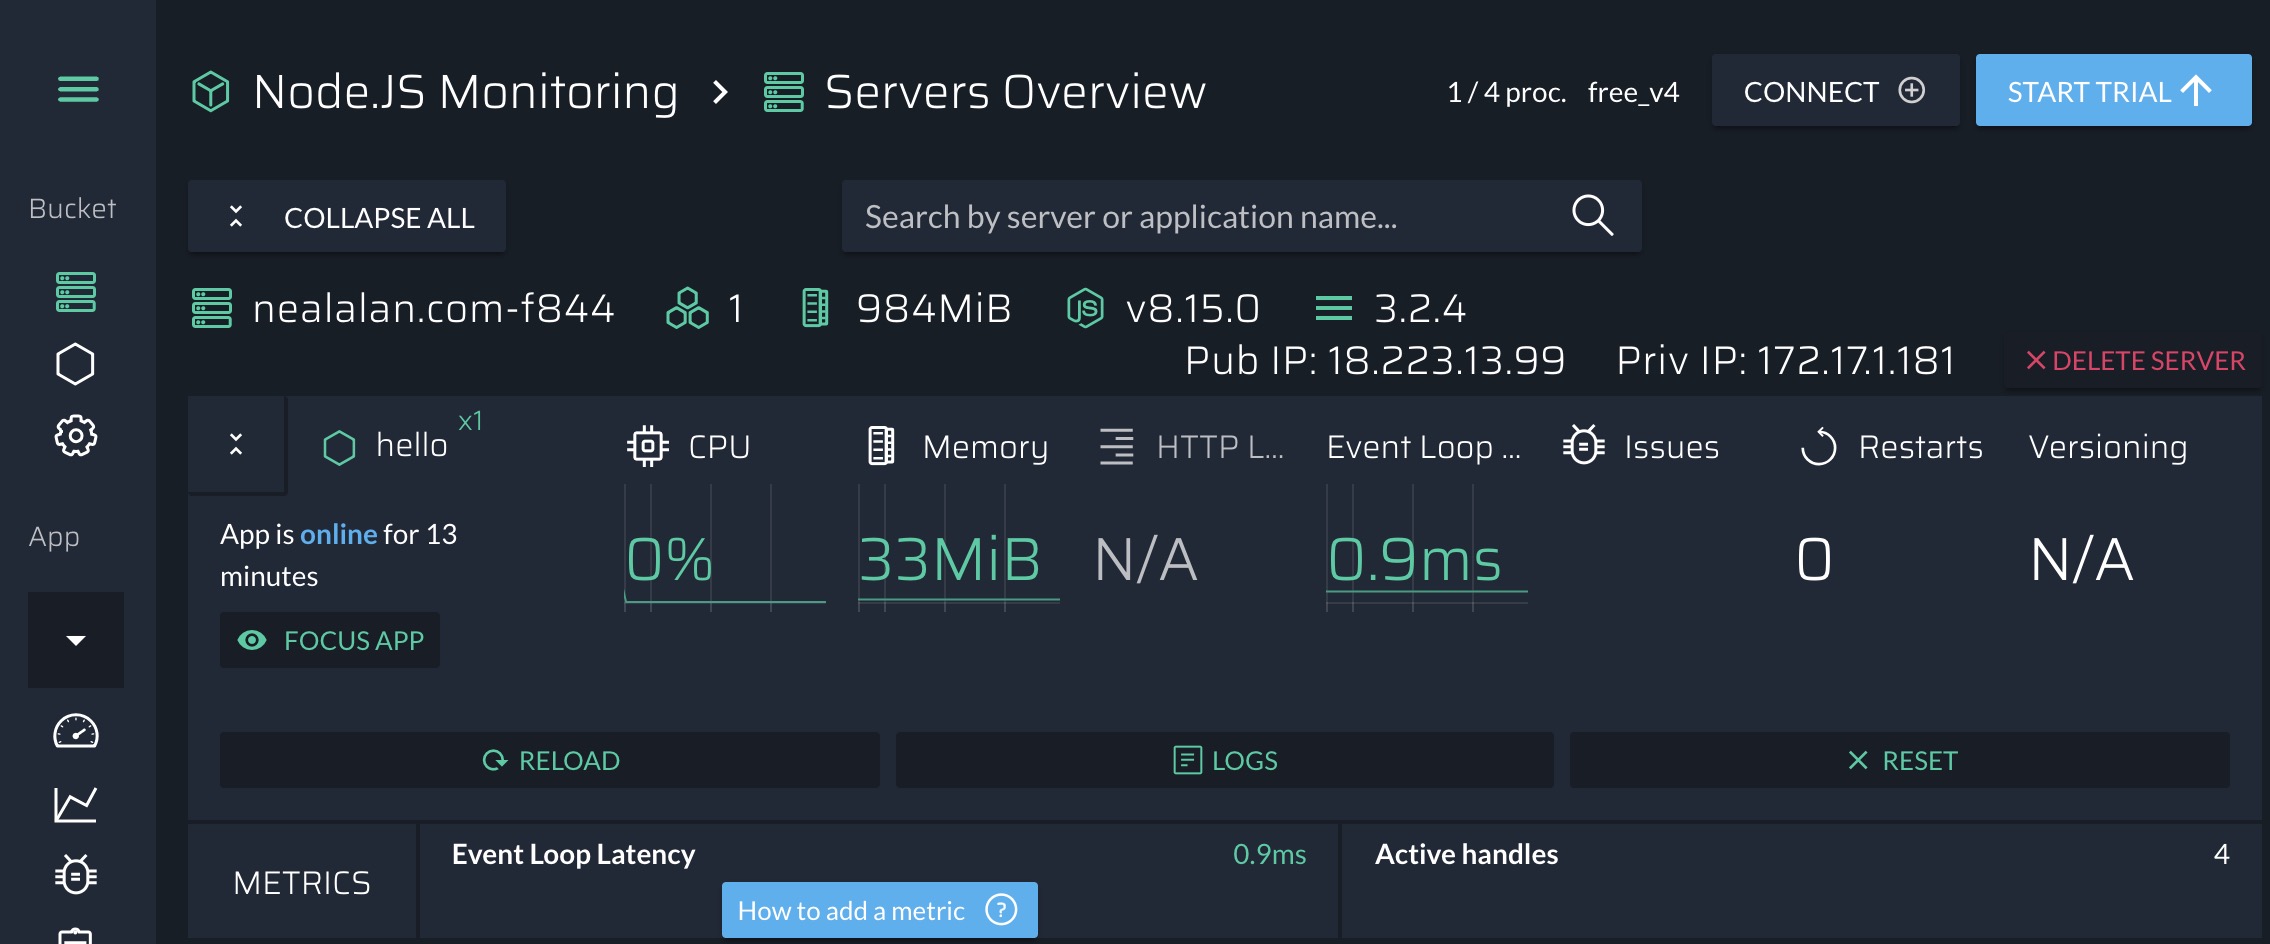 Node.JS Monitoring > Servers Overview
1 / 4 proc. free_v4 CONNECT START TRIAL
Bucket
COLLAPSE ALL
Search by server or application name...
nealalan.com-f844 1 984MiB JS v8.15.0 3.2.4
Pub IP: 18.223.13.99 Priv IP: 172.17.1.181 DELETE SERVER
hello x1 CPU Memory HTTP L... Event Loop ... Issues Restarts Versioning
App
App is online for 13
minutes
0% 33MiB N/A 0.9ms 0 N/A
FOCUS APP
RELOAD LOGS RESET
METRICS
Event Loop Latency 0.9ms
Active handles 4
How to add a metric ?